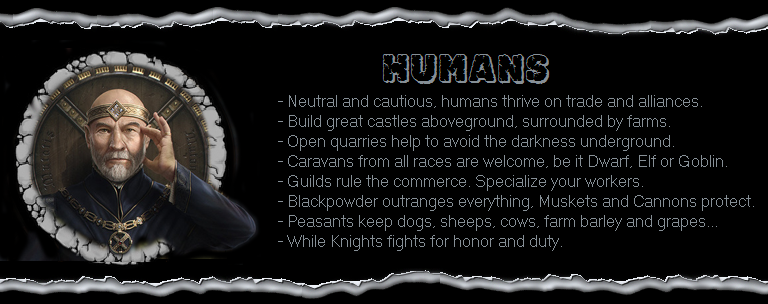 HUMANS
- Neutral and cautious, humans thrive on trade and alliances.
- Build great castles aboveground, surrounded by farms.
- Open quarries help to avoid the darkness underground.
- Caravans from all races are welcome, be it Dwarf, Elf or Goblin.
- Guilds rule the commerce. Specialize your workers.
- Blackpowder outranges everything, Muskets and Cannons protect.
- Peasants keep dogs, sheeps, cows, farm barley and grapes...
- While Knights fights for honor and duty.